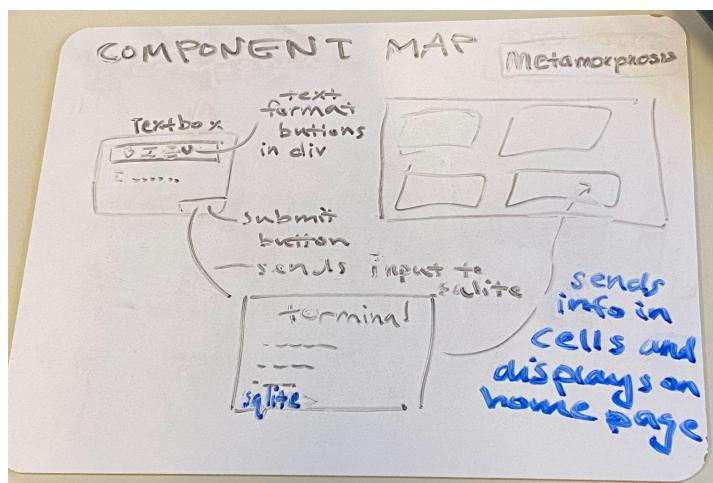 COMPONENT MAP
Metamorphosis
Textbox
text
format
buttons
in div
B I
submit
button
sends input to
sqlite
terminal
sqlite
sends
info in
cells and
displays on
home page